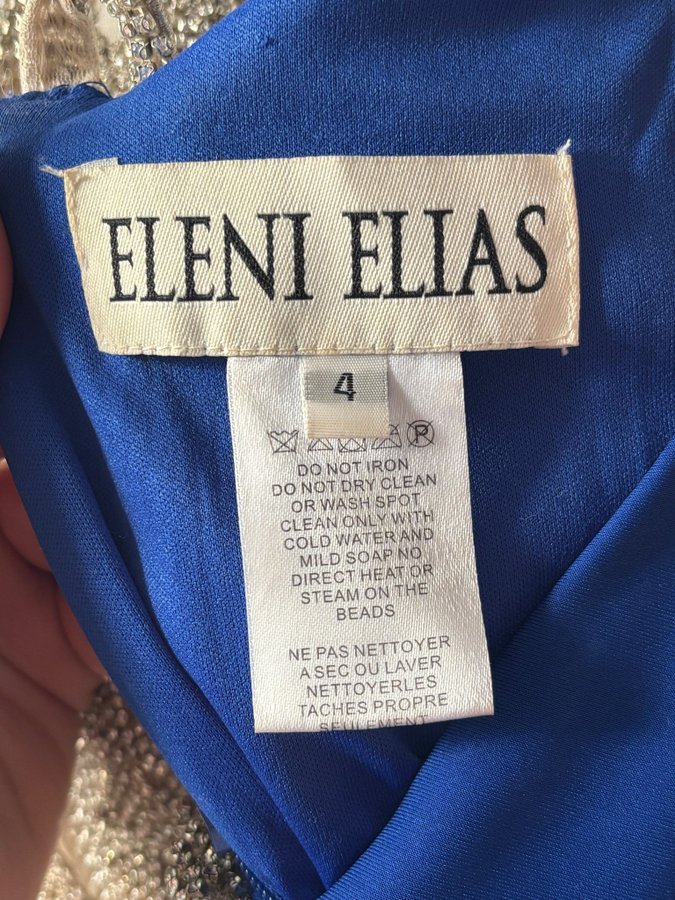 ELENI ELIAS
4
P
DO NOT IRON
DO NOT DRY CLEAN
OR WASH SPOT
CLEAN ONLY WITH
COLD WATER AND
MILD SOAP NO
DIRECT HEAT OR
STEAM ON THE
BEADS
NE PAS NETTOYER
A SEC OU LAVER
NETTOYERLES
TACHES PROPRE
SEULEMENT